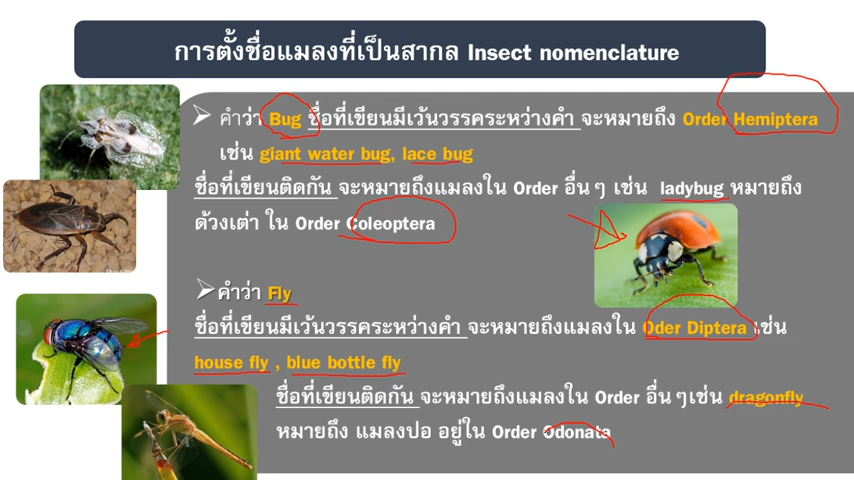 การตั้งชื่อแมลงที่เป็นสากล Insect nomenclature
คำว่า Bug ชื่อที่เขียนมีเว้นวรรคระหว่างคำ จะหมายถึง Order Hemiptera
เช่น giant water bug, lace bug
ชื่อที่เขียนติดกัน จะหมายถึงแมลงใน Order อื่นๆ เช่น ladybug หมายถึง
ด้วงเต่า ใน Order Coleoptera
คำว่า Fly
ชื่อที่เขียนมีเว้นวรรคระหว่างคำ จะหมายถึงแมลงใน Oder Diptera เช่น
house fly , blue bottle fly
ชื่อที่เขียนติดกัน จะหมายถึงแมลงใน Order อื่นๆเช่น dragonfly
หมายถึง แมลงปอ อยู่ใน Order Odonata